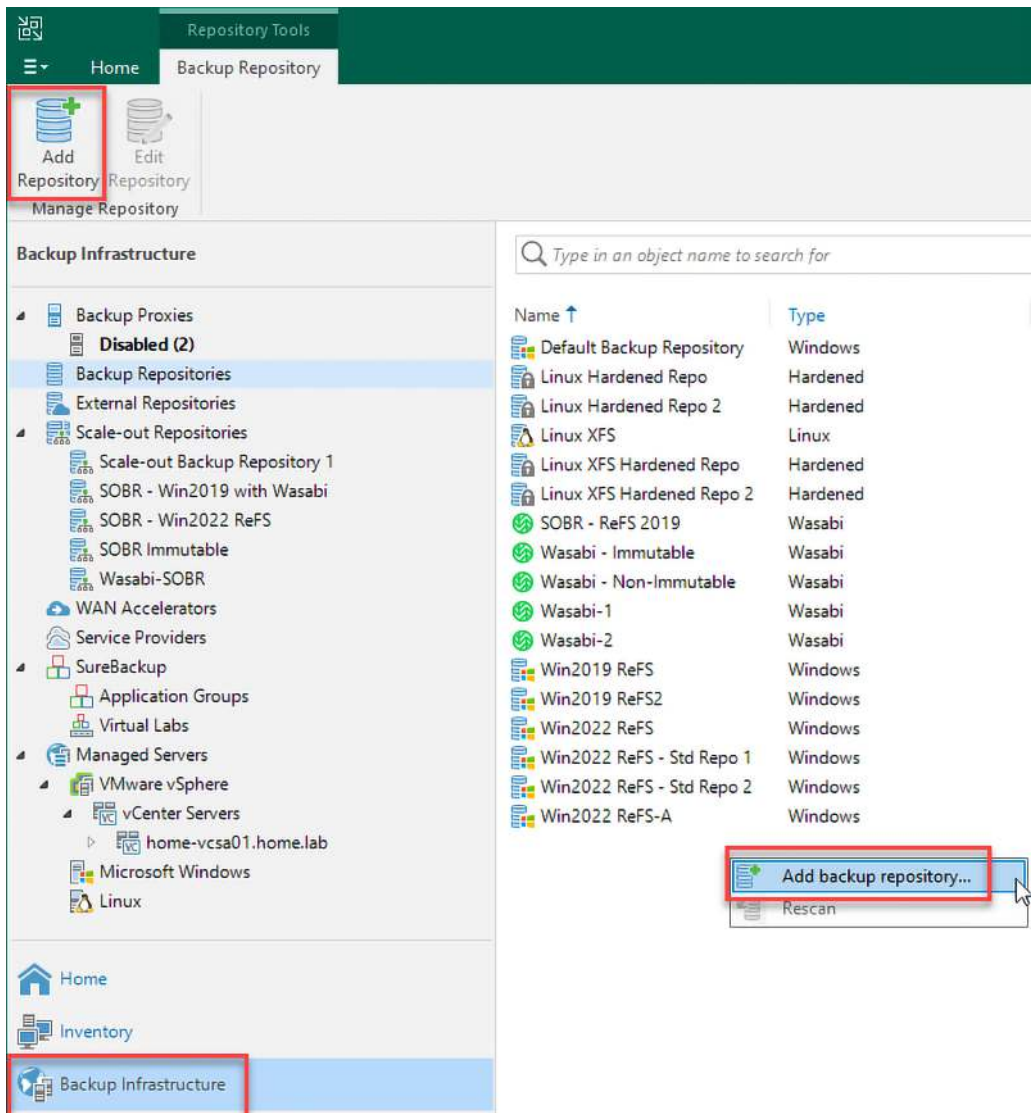 Repository Tools
Home Backup Repository
Add Repository
Edit Repository
Manage Repository
Backup Infrastructure
Type in an object name to search for
Backup Proxies
Disabled (2)
Backup Repositories
External Repositories
Scale-out Repositories
Scale-out Backup Repository 1
SOBR - Win2019 with Wasabi
SOBR - Win2022 ReFS
SOBR Immutable
Wasabi-SOBR
WAN Accelerators
Service Providers
SureBackup
Application Groups
Virtual Labs
Managed Servers
VMware vSphere
vCenter Servers
home-vcsa01.home.lab
Microsoft Windows
Linux
Name Type
Default Backup Repository Windows
Linux Hardened Repo Hardened
Linux Hardened Repo 2 Hardened
Linux XFS Linux
Linux XFS Hardened Repo Hardened
Linux XFS Hardened Repo 2 Hardened
SOBR - ReFS 2019 Wasabi
Wasabi - Immutable Wasabi
Wasabi - Non-Immutable Wasabi
Wasabi-1 Wasabi
Wasabi-2 Wasabi
Win2019 ReFS Windows
Win2019 ReFS2 Windows
Win2022 ReFS Windows
Win2022 ReFS - Std Repo 1 Windows
Win2022 ReFS - Std Repo 2 Windows
Win2022 ReFS-A Windows
Add backup repository...
Rescan
Home
Inventory
Backup Infrastructure